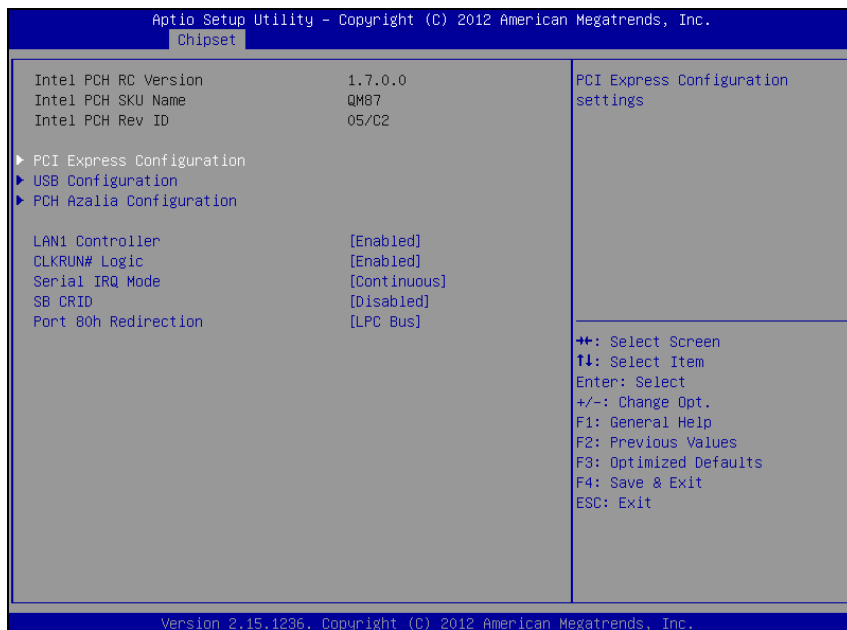 Aptio Setup Utility – Copyright (C) 2012 American Megatrends, Inc.
Chipset
Intel PCH RC Version 1.7.0.0
Intel PCH SKU Name QM87
Intel PCH Rev ID 05/C2
▶ PCI Express Configuration
▶ USB Configuration
▶ PCH Azalia Configuration
LAN1 Controller [Enabled]
CLKRUN# Logic [Enabled]
Serial IRQ Mode [Continuous]
SB CRID [Disabled]
Port 80h Redirection [LPC Bus]
PCI Express Configuration
settings
→←: Select Screen
↑↓: Select Item
Enter: Select
+/-: Change Opt.
F1: General Help
F2: Previous Values
F3: Optimized Defaults
F4: Save & Exit
ESC: Exit
Version 2.15.1236. Copyright (C) 2012 American Megatrends, Inc.